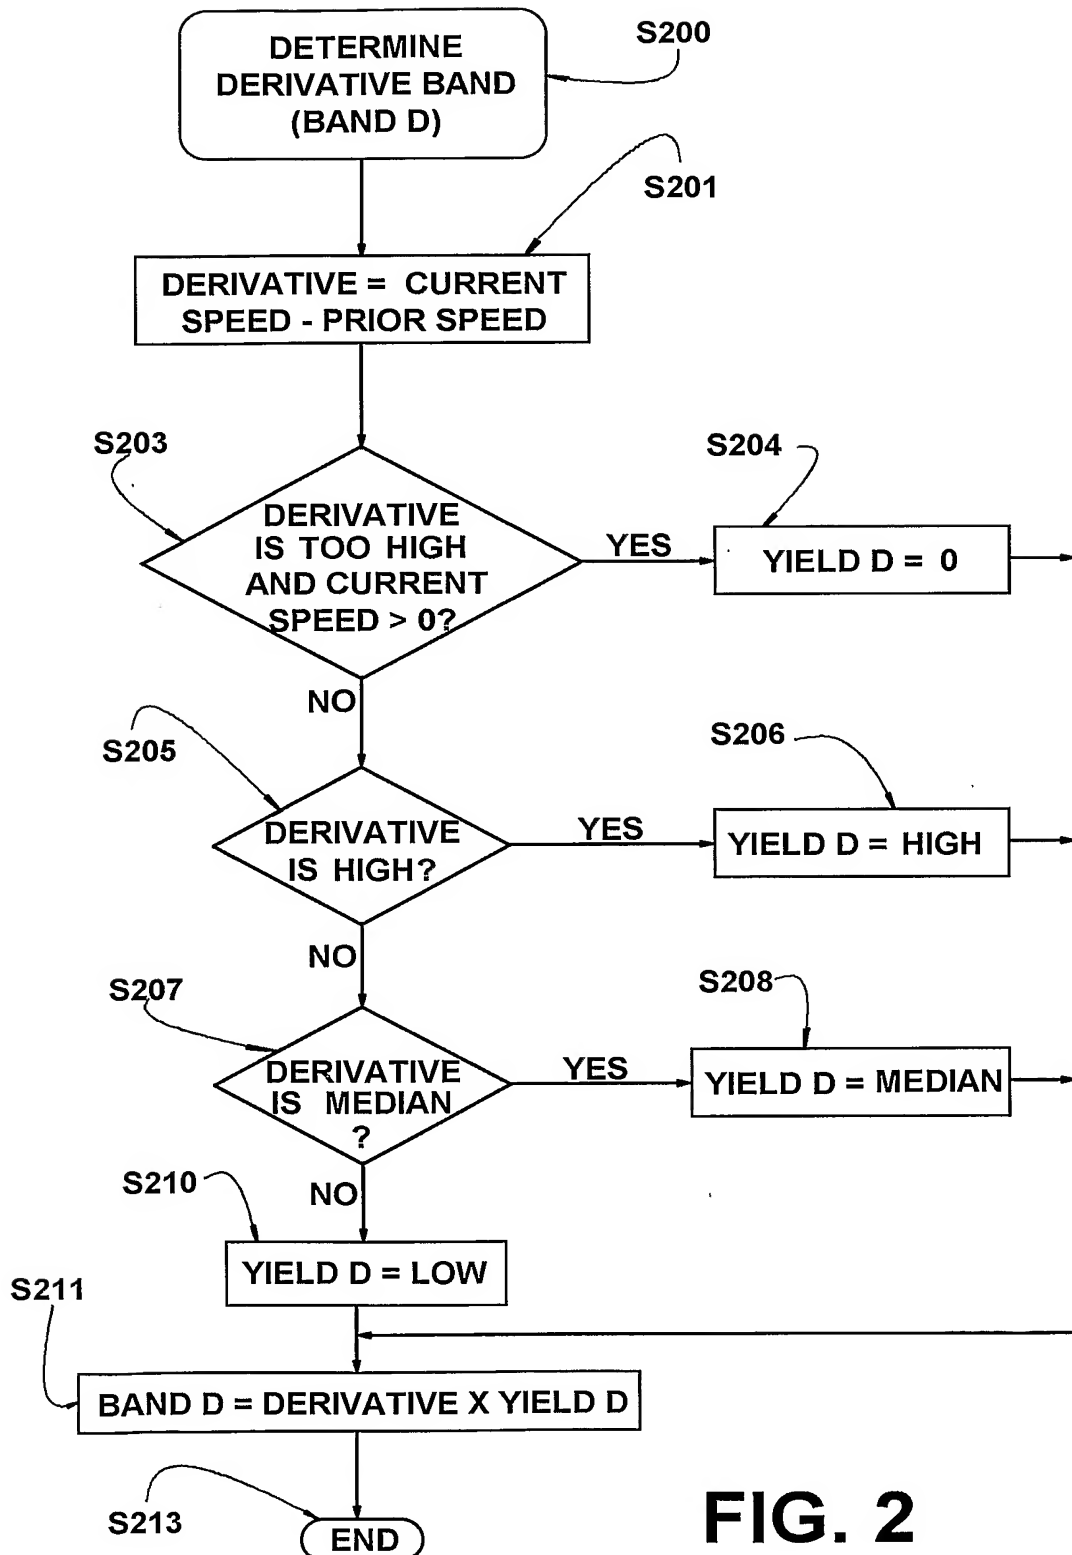 DETERMINE
DERIVATIVE BAND
(BAND D)
S200
S201
DERIVATIVE = CURRENT
SPEED - PRIOR SPEED
S203
DERIVATIVE
IS TOO HIGH
AND CURRENT
SPEED > 0?
YES
S204
YIELD D = 0
NO
S205
DERIVATIVE
IS HIGH?
YES
S206
YIELD D = HIGH
NO
S207
DERIVATIVE
IS MEDIAN
?
YES
S208
YIELD D = MEDIAN
NO
S210
YIELD D = LOW
S211
BAND D = DERIVATIVE X YIELD D
S213
END
FIG. 2